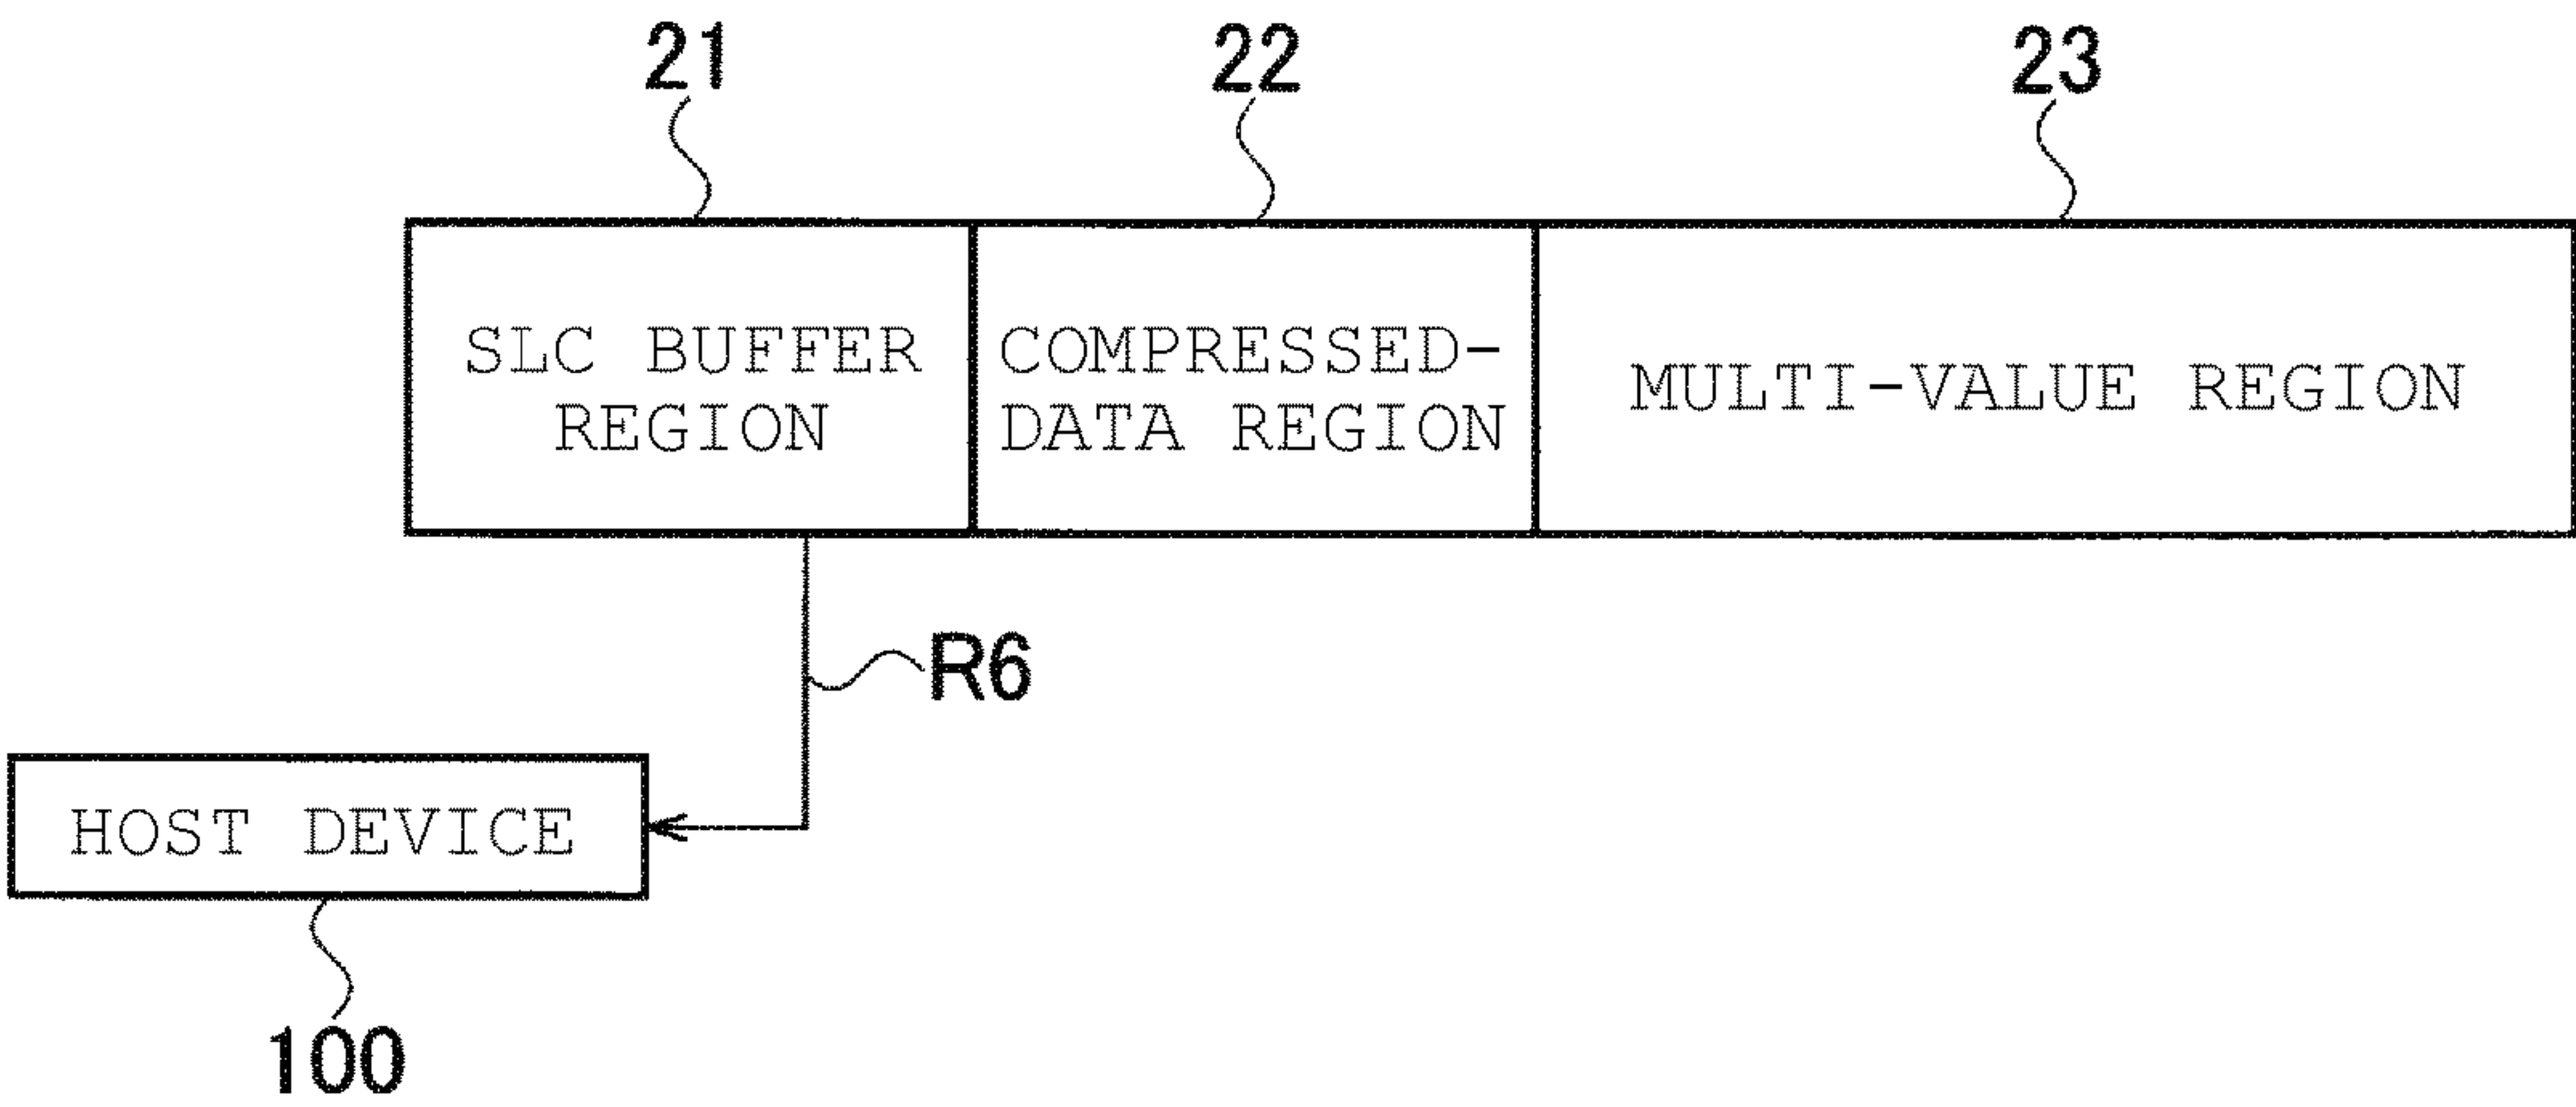 21
22
23
SLC BUFFER
REGION
COMPRESSED-
DATA REGION
MULTI-VALUE REGION
R6
HOST DEVICE
100